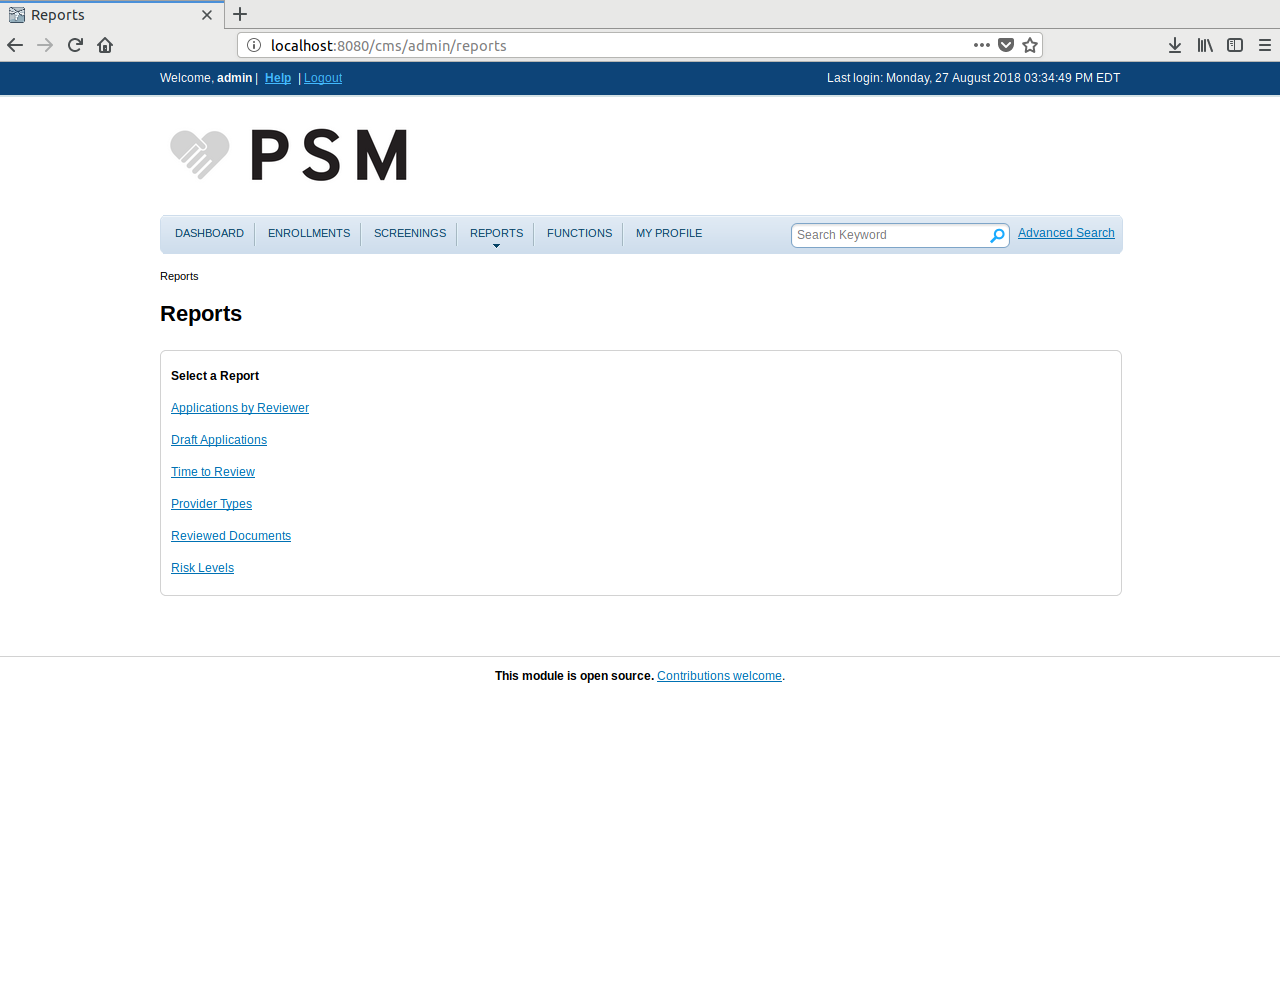 Reports
localhost:8080/cms/admin/reports
Welcome, admin | Help | Logout
Last login: Monday, 27 August 2018 03:34:49 PM EDT
PSM
DASHBOARD
ENROLLMENTS
SCREENINGS
REPORTS
FUNCTIONS
MY PROFILE
Search Keyword
Advanced Search
Reports
Reports
Select a Report
Applications by Reviewer
Draft Applications
Time to Review
Provider Types
Reviewed Documents
Risk Levels
This module is open source. Contributions welcome.